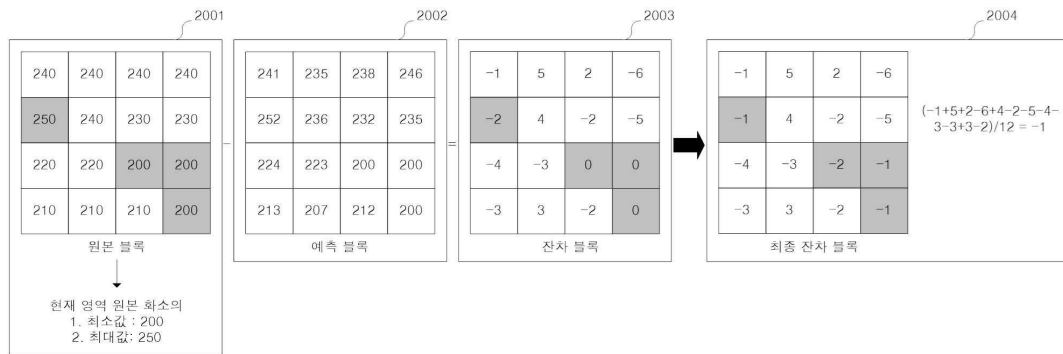 2001
2002
2003
2004
240 240 240 240
250 240 230 230
220 220 200 200
210 210 210 200
원본 블록
현재 영역 원본 화소의
1. 최소값 : 200
2. 최대값: 250
-
241 235 238 246
252 236 232 235
224 223 200 200
213 207 212 200
예측 블록
=
-1 5 2 -6
-2 4 -2 -5
-4 -3 0 0
-3 3 -2 0
잔차 블록
-1 5 2 -6
-1 4 -2 -5
-4 -3 -2 -1
-3 3 -2 -1
최종 잔차 블록
(-1+5+2-6+4-2-5-4-
3-3+3-2)/12 = -1